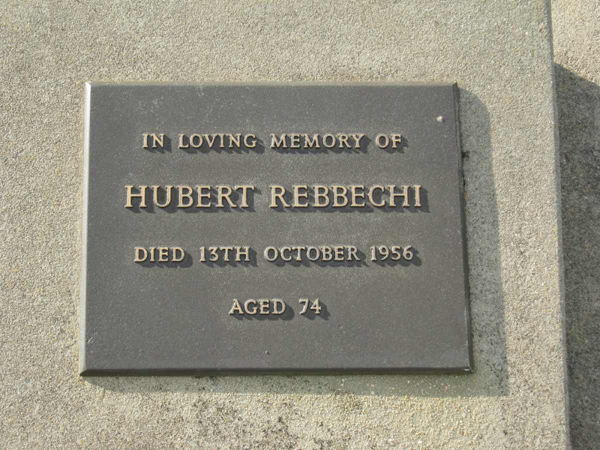 IN LOVING MEMORY OF
HUBERT REBBECHI
DIED 13TH OCTOBER 1956
AGED 74